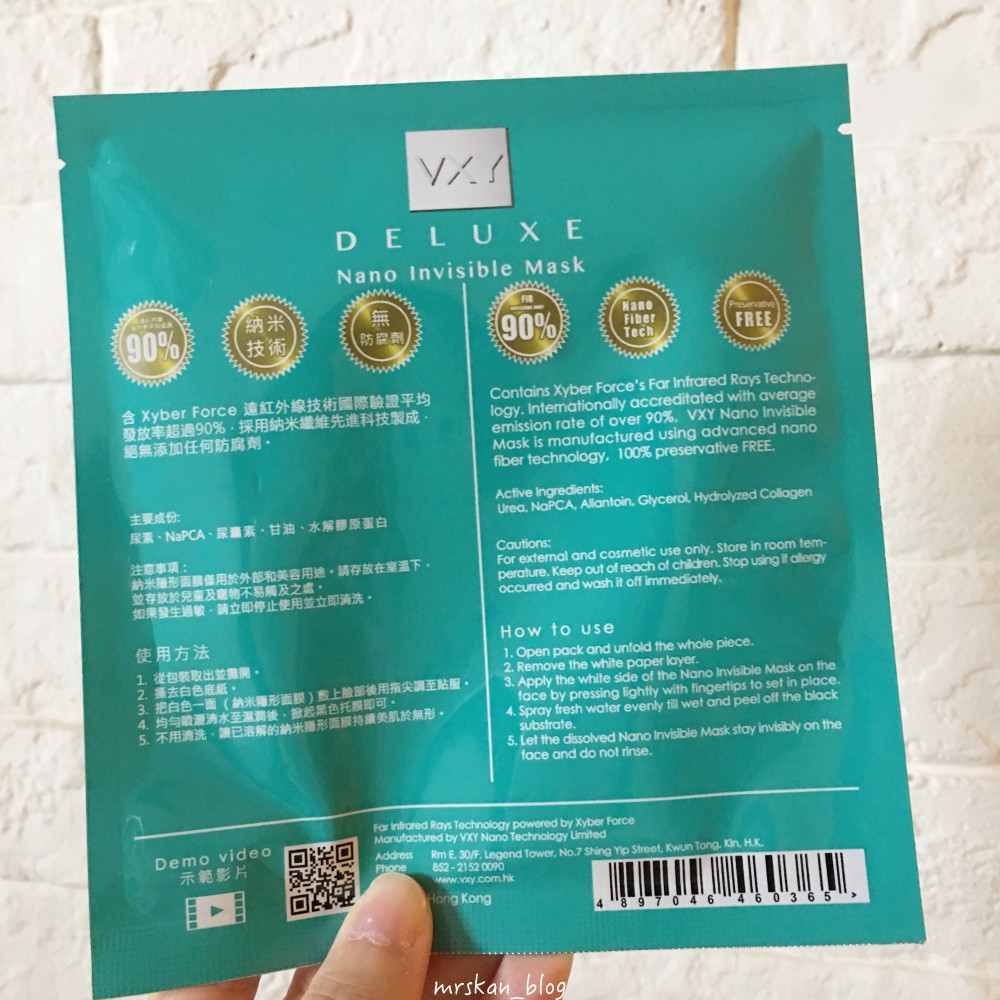 VXY
DELUXE
Nano Invisible Mask
90%
納米
技術
無
防腐劑
FIR
90%
Nano
Fiber
Tech
Preservative
FREE
含 Xyber Force 遠紅外線技術國際驗證平均
發放率超過90%，採用納米纖維先進科技製成，
絕無添加任何防腐劑。
主要成份:
尿素、NaPCA、尿囊素、甘油、水解膠原蛋白
注意事項：
納米隱形面膜僅用於外部和美容用途。請存放在室溫下，
並存放於兒童及寵物不易觸及之處。
如果發生過敏，請立即停止使用並立即清洗。
使用方法
1. 從包裝取出並攤開。
2. 撕去白色底紙。
3. 把白色一面（納米隱形面膜）敷上臉部後用指尖調至貼服。
4. 均勻噴灑清水至濕潤後，掀起黑色托膜即可。
5. 不用清洗，讓已溶解的納米隱形面膜持續美肌於無形。
Contains Xyber Force's Far Infrared Rays Techno-
logy. Internationally accredited with average
emission rate of over 90%. VXY Nano Invisible
Mask is manufactured using advanced nano
fiber technology, 100% preservative FREE.
Active Ingredients:
Urea, NaPCA, Allantoin, Glycerol, Hydrolyzed Collagen
Cautions:
For external and cosmetic use only. Store in room tem-
perature. Keep out of reach of children. Stop using if allergy
occurred and wash it off immediately.
How to use
1. Open pack and unfold the whole piece.
2. Remove the white paper layer.
3. Apply the white side of the Nano Invisible Mask on the
face by pressing lightly with fingertips to set in place.
4. Spray fresh water evenly till wet and peel off the black
substrate.
5. Let the dissolved Nano Invisible Mask stay invisibly on the
face and do not rinse.
Demo video
示範影片
Far Infrared Rays Technology powered by Xyber Force
Manufactured by VXY Nano Technology Limited
Address Rm E, 30/F, Legend Tower, No.7 Shing Yip Street, Kwun Tong, Kln, H.K.
Phone 852 - 2152 0090
www.vxy.com.hk
Hong Kong
4 897046 460365 >
mrskan_blog